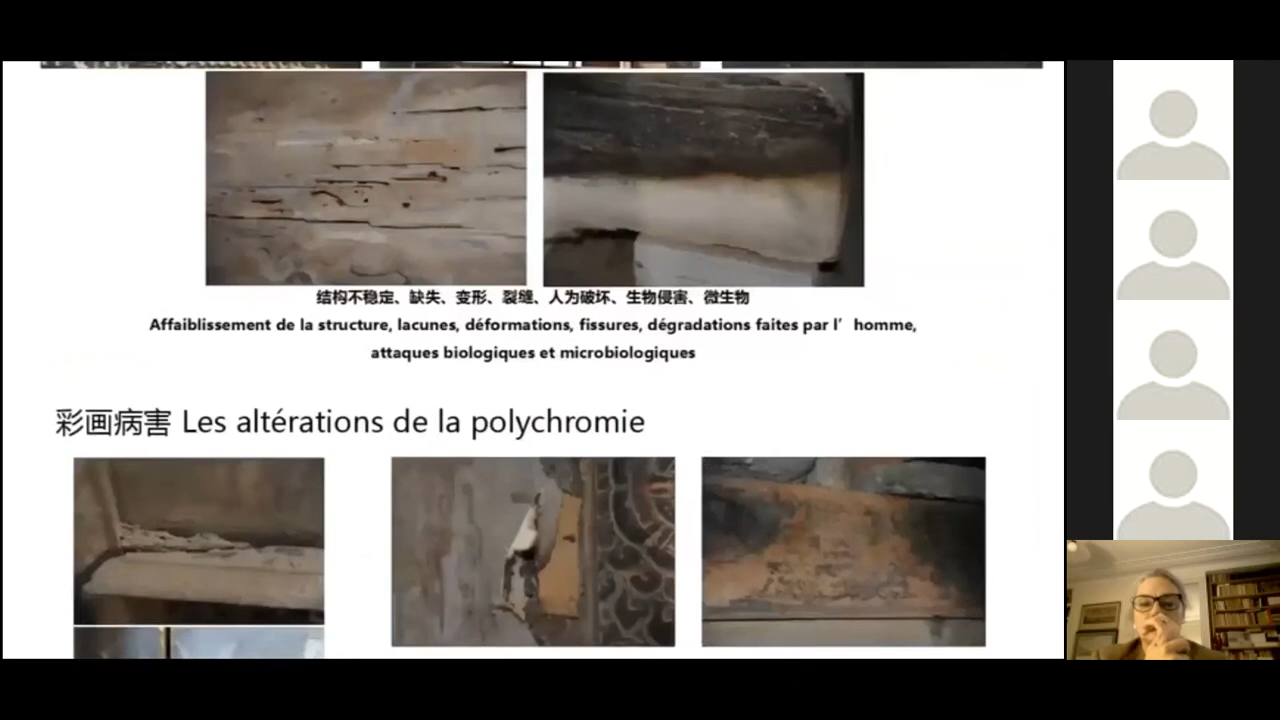 结构不稳定、缺失、变形、裂缝、人为破坏、生物侵害、微生物
Affaiblissement de la structure, lacunes, déformations, fissures, dégradations faites par l’ homme,
attaques biologiques et microbiologiques
彩画病害 Les altérations de la polychromie